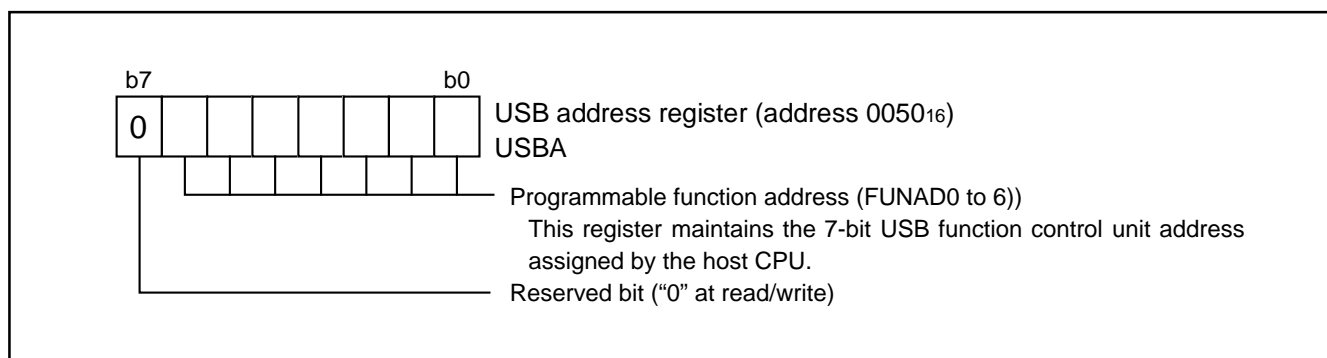 b7 b0
0
USB address register (address 0050₁₆)
USBA
Programmable function address (FUNAD0 to 6))
This register maintains the 7-bit USB function control unit address
assigned by the host CPU.
Reserved bit (“0” at read/write)